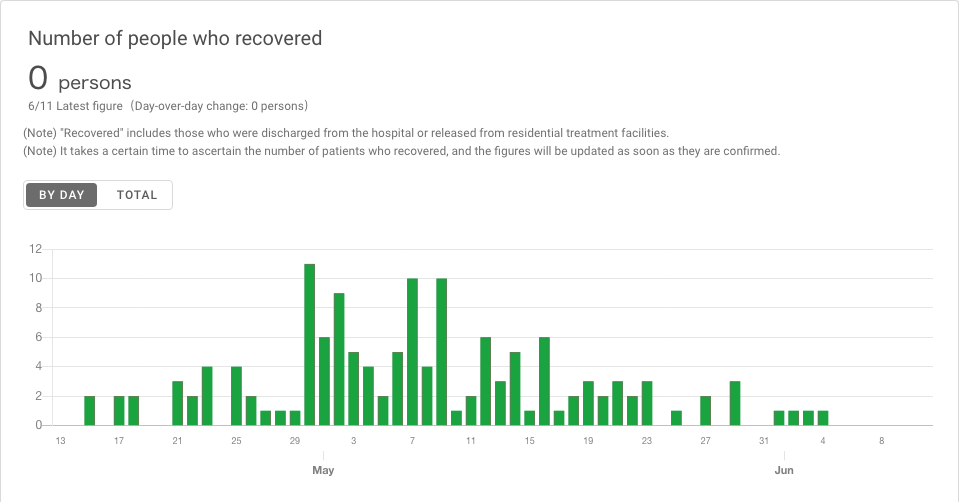 Number of people who recovered
0 persons
6/11 Latest figure（Day-over-day change: 0 persons）
(Note) "Recovered" includes those who were discharged from the hospital or released from residential treatment facilities.
(Note) It takes a certain time to ascertain the number of patients who recovered, and the figures will be updated as soon as they are confirmed.
BY DAY TOTAL
12
10
8
6
4
2
0
13 17 21 25 29 3 7 11 15 19 23 27 31 4 8
May Jun